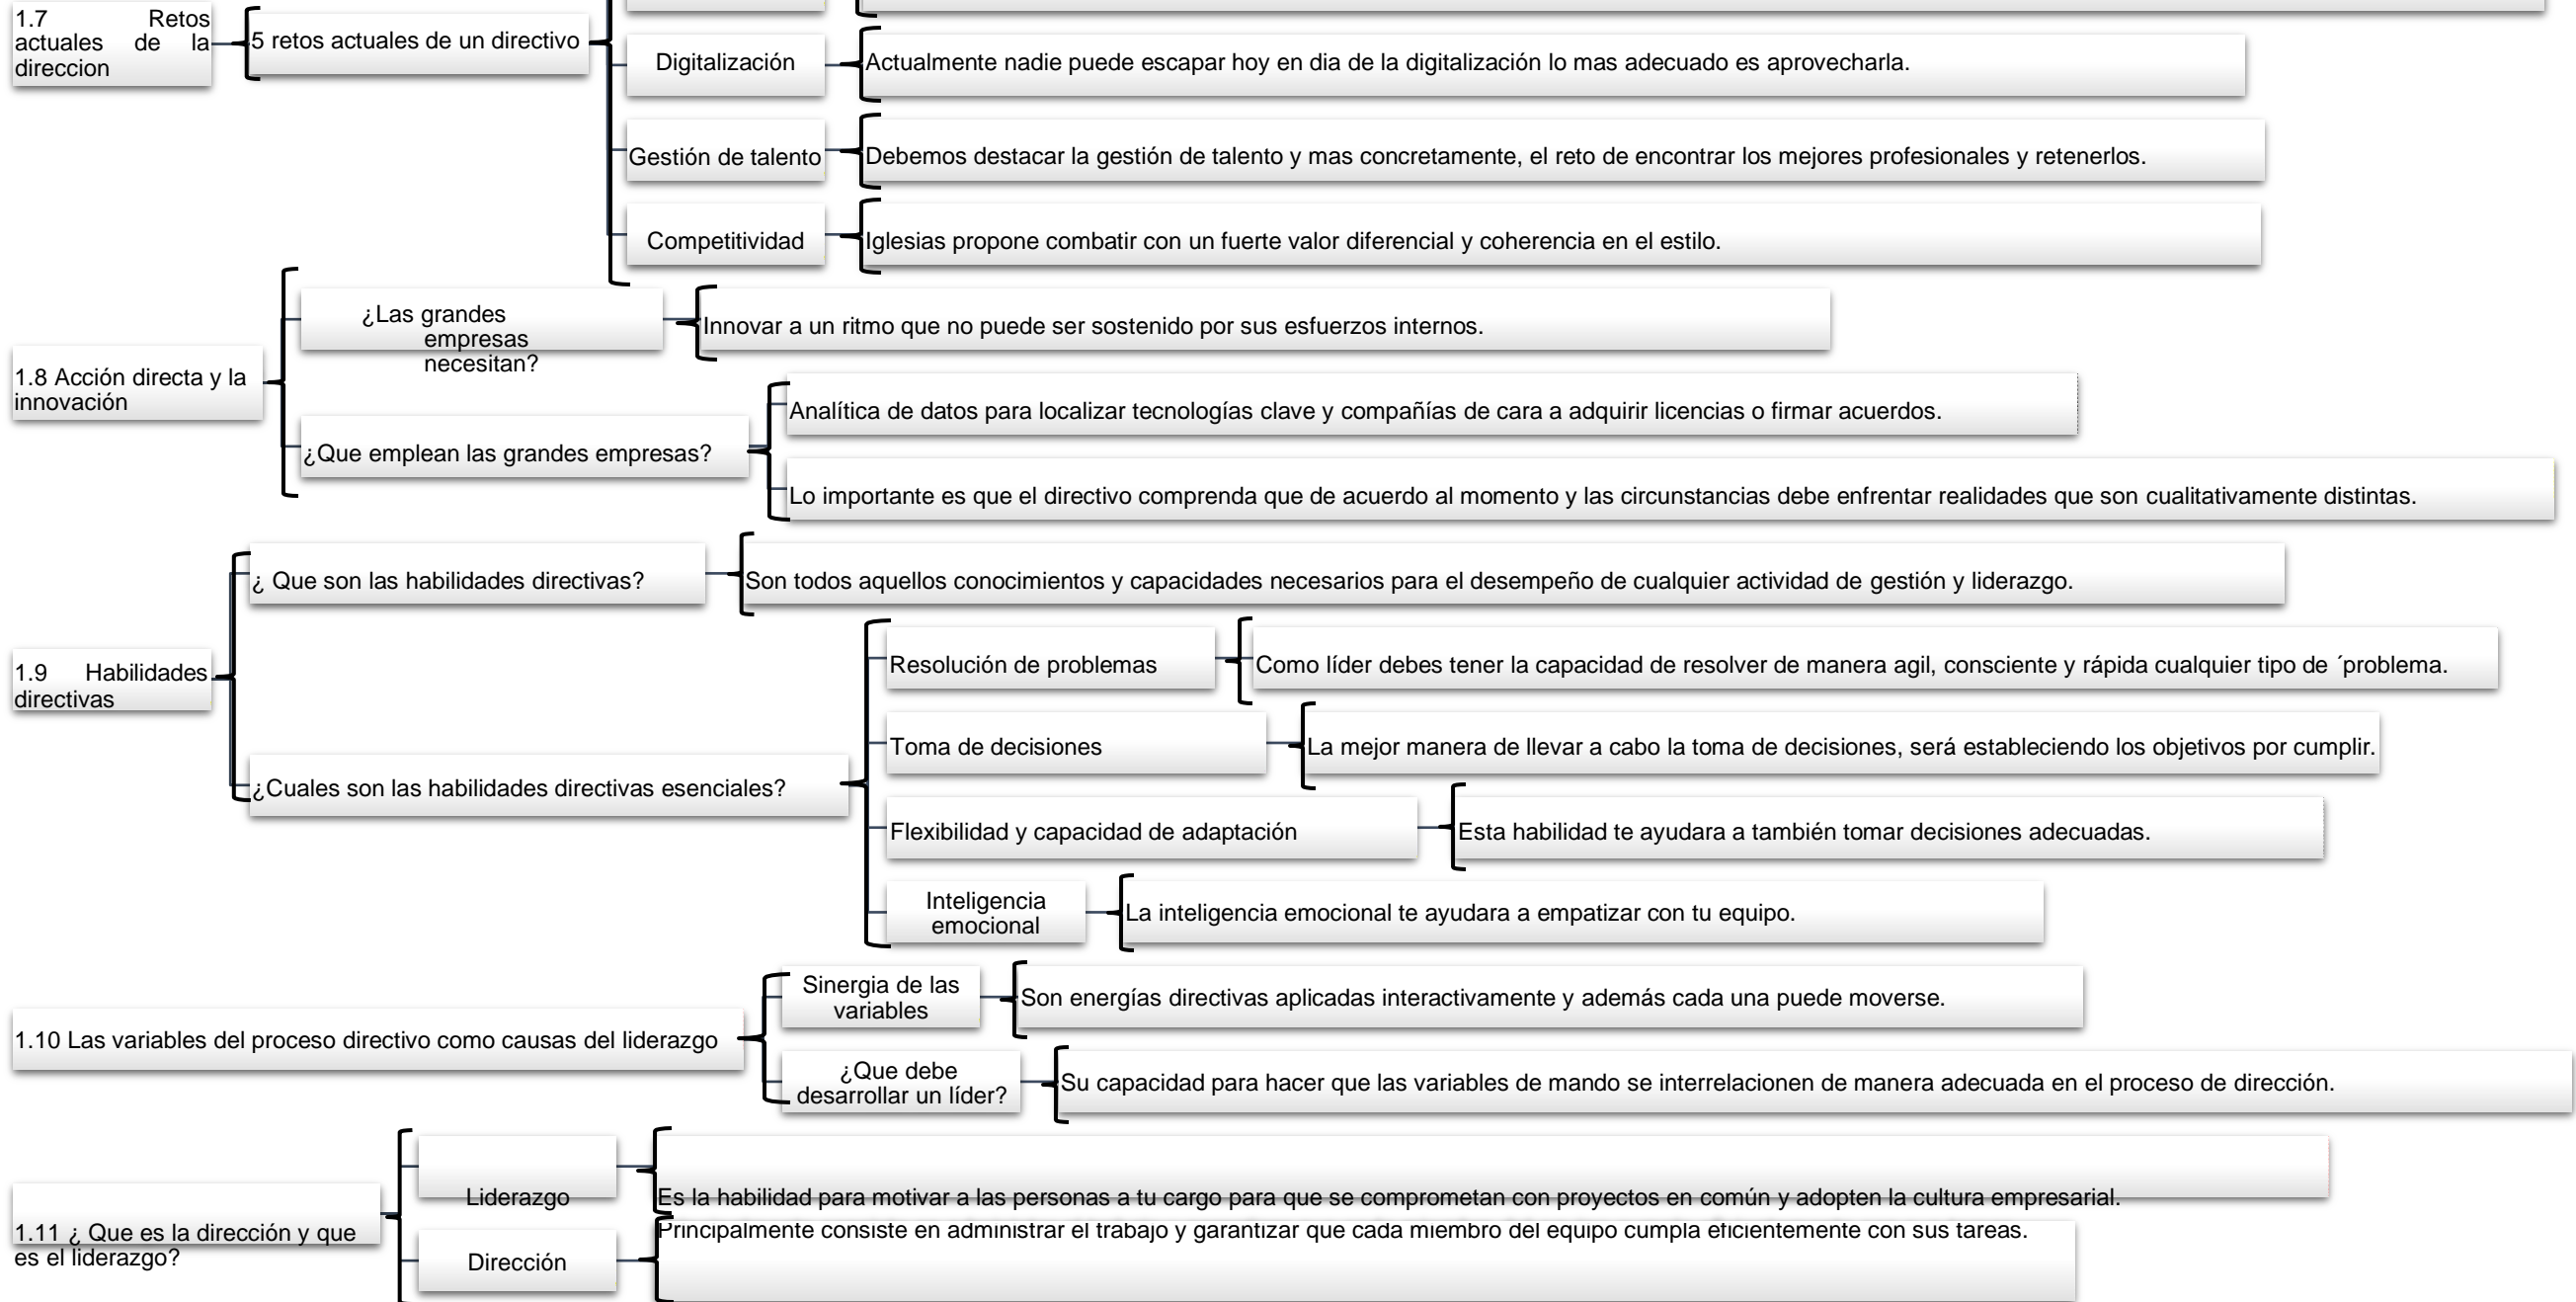 1.7 Retos
actuales de la
direccion
5 retos actuales de un directivo
Digitalización
Actualmente nadie puede escapar hoy en dia de la digitalización lo mas adecuado es aprovecharla.
Gestión de talento
Debemos destacar la gestión de talento y mas concretamente, el reto de encontrar los mejores profesionales y retenerlos.
Competitividad
Iglesias propone combatir con un fuerte valor diferencial y coherencia en el estilo.
1.8 Acción directa y la
innovación
¿Las grandes
empresas
necesitan?
Innovar a un ritmo que no puede ser sostenido por sus esfuerzos internos.
¿Que emplean las grandes empresas?
Analítica de datos para localizar tecnologías clave y compañías de cara a adquirir licencias o firmar acuerdos.
Lo importante es que el directivo comprenda que de acuerdo al momento y las circunstancias debe enfrentar realidades que son cualitativamente distintas.
1.9 Habilidades
directivas
¿ Que son las habilidades directivas?
Son todos aquellos conocimientos y capacidades necesarios para el desempeño de cualquier actividad de gestión y liderazgo.
¿Cuales son las habilidades directivas esenciales?
Resolución de problemas
Como líder debes tener la capacidad de resolver de manera agil, consciente y rápida cualquier tipo de ´problema.
Toma de decisiones
La mejor manera de llevar a cabo la toma de decisiones, será estableciendo los objetivos por cumplir.
Flexibilidad y capacidad de adaptación
Esta habilidad te ayudara a también tomar decisiones adecuadas.
Inteligencia
emocional
La inteligencia emocional te ayudara a empatizar con tu equipo.
1.10 Las variables del proceso directivo como causas del liderazgo
Sinergia de las
variables
Son energías directivas aplicadas interactivamente y además cada una puede moverse.
¿Que debe
desarrollar un líder?
Su capacidad para hacer que las variables de mando se interrelacionen de manera adecuada en el proceso de dirección.
1.11 ¿ Que es la dirección y que
es el liderazgo?
Liderazgo
Es la habilidad para motivar a las personas a tu cargo para que se comprometan con proyectos en común y adopten la cultura empresarial.
Dirección
Principalmente consiste en administrar el trabajo y garantizar que cada miembro del equipo cumpla eficientemente con sus tareas.